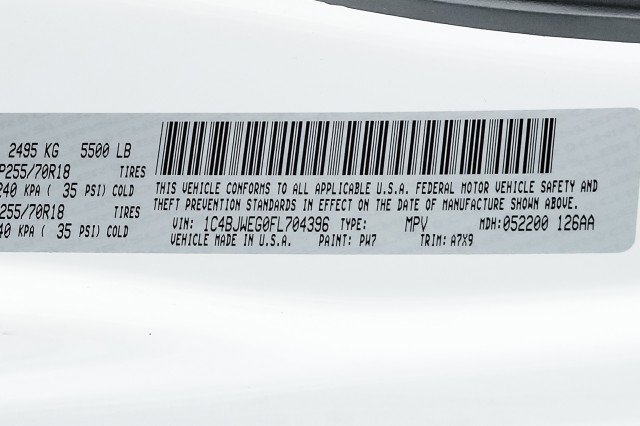 2495 KG 5500 LB
P255/70R18 TIRES
240 KPA ( 35 PSI) COLD
P255/70R18 TIRES
240 KPA ( 35 PSI) COLD
THIS VEHICLE CONFORMS TO ALL APPLICABLE U.S.A. FEDERAL MOTOR VEHICLE SAFETY AND
THEFT PREVENTION STANDARDS IN EFFECT ON THE DATE OF MANUFACTURE SHOWN ABOVE.
VIN: 1C4BJWEG0FL704396 TYPE: MPV MDH: 052200 126AA
VEHICLE MADE IN U.S.A. PAINT: PW7 TRIM: A7X9